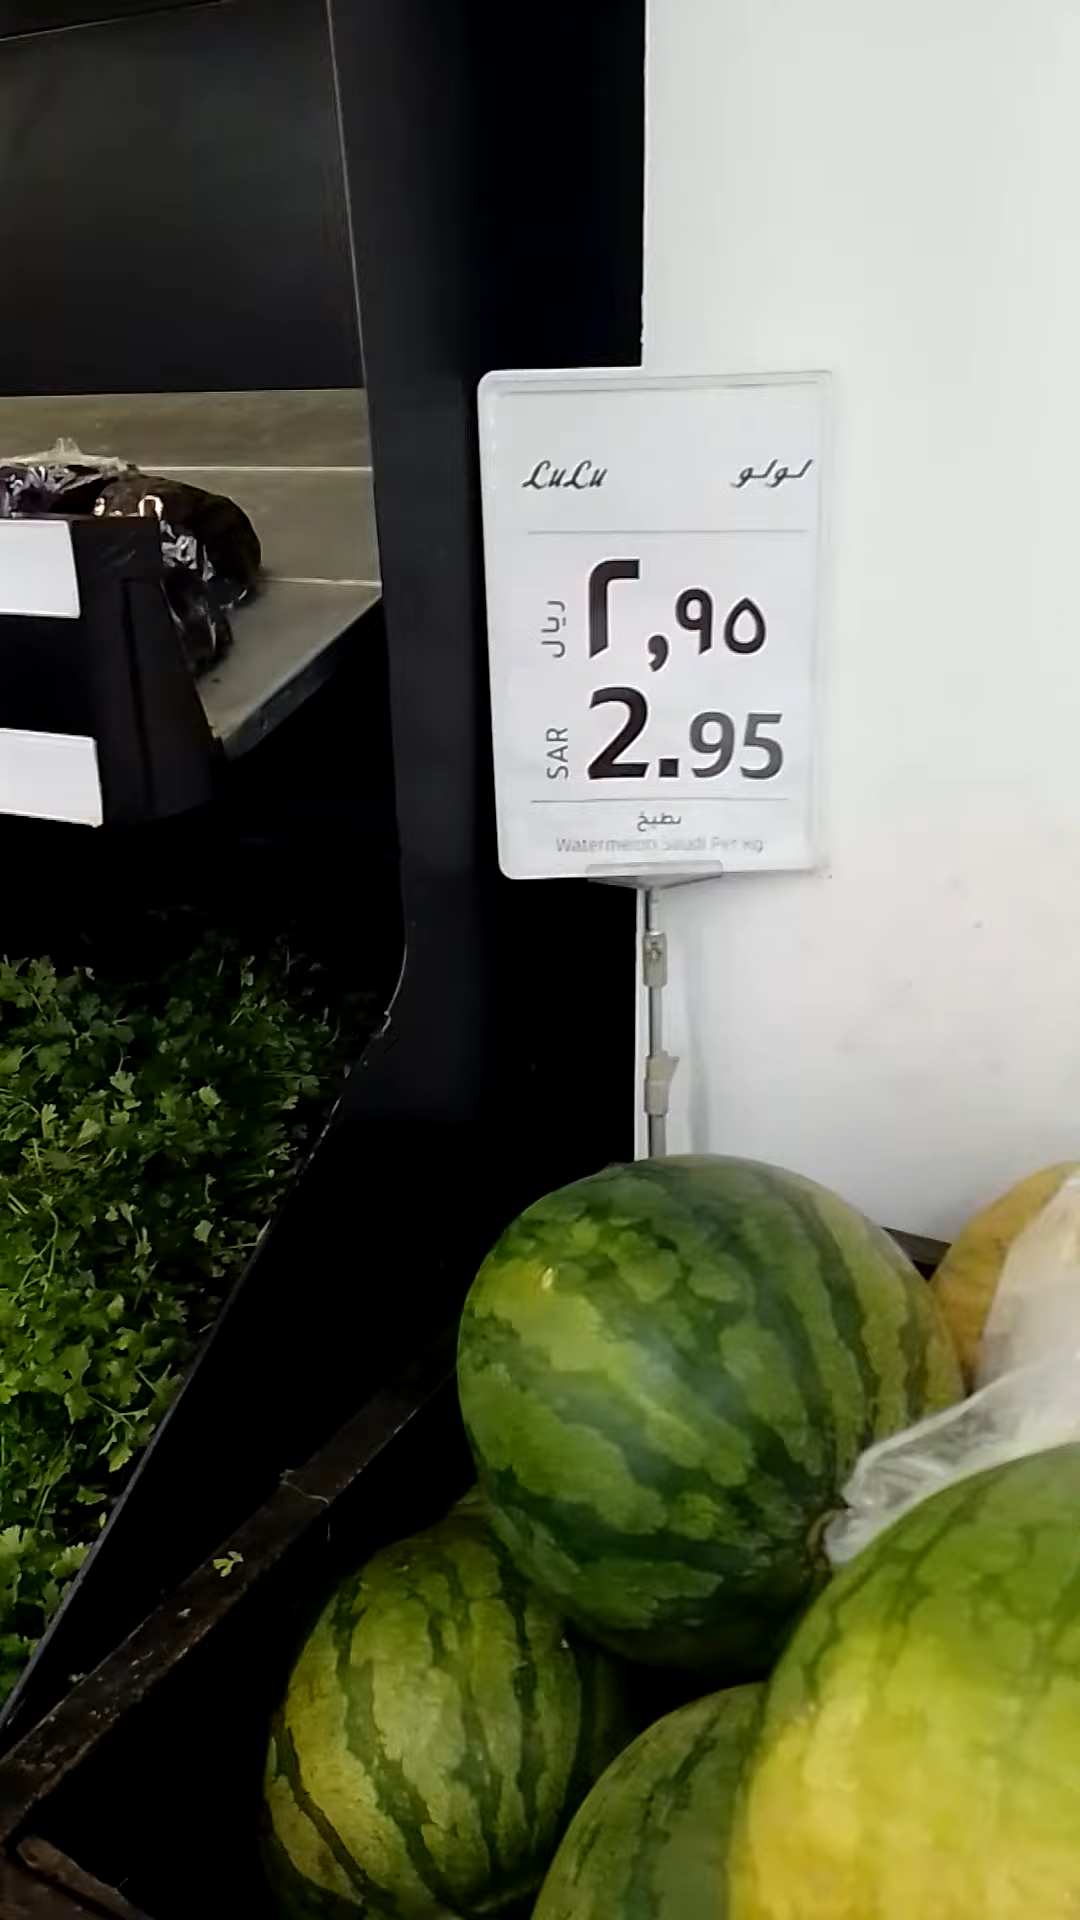 LuLu لولو
ريال ٢,٩٥
SAR 2.95
بطيخ
Watermelon Saudi Per Kg